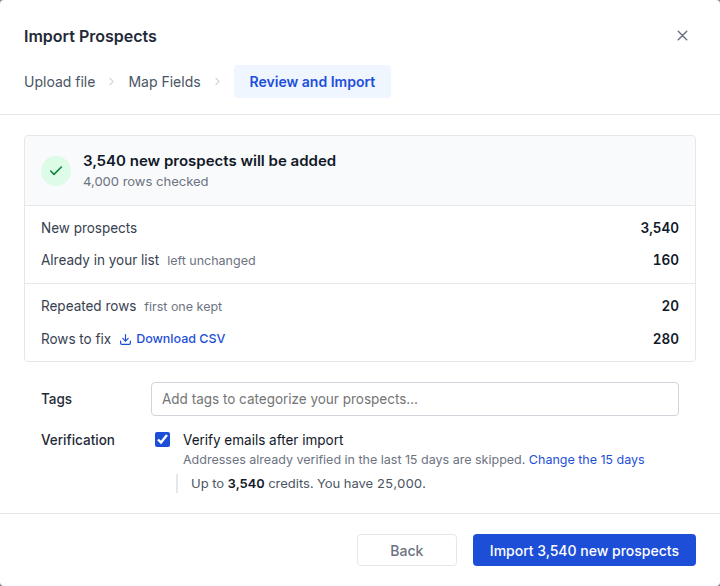 Import Prospects
Upload file > Map Fields > Review and Import
3,540 new prospects will be added
4,000 rows checked
New prospects 3,540
Already in your list left unchanged 160
Repeated rows first one kept 20
Rows to fix Download CSV 280
Tags Add tags to categorize your prospects...
Verification Verify emails after import
Addresses already verified in the last 15 days are skipped. Change the 15 days
Up to 3,540 credits. You have 25,000.
Back Import 3,540 new prospects